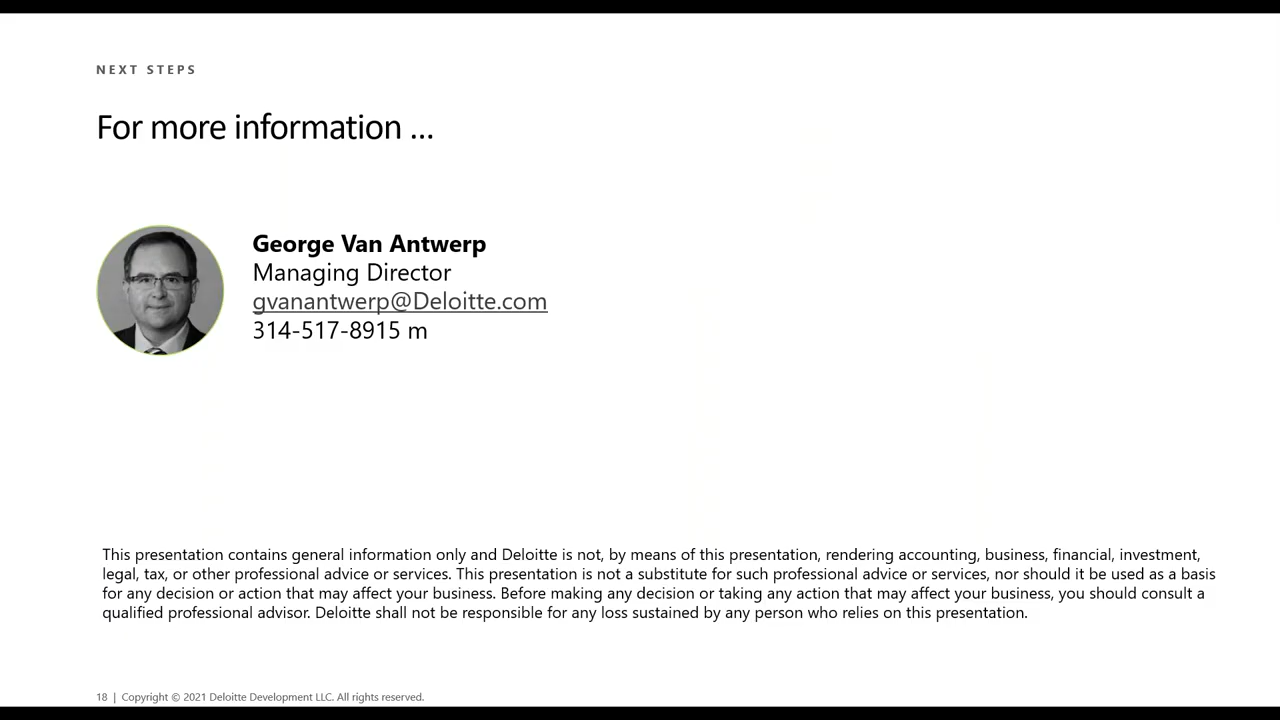 NEXT STEPS
For more information ...
George Van Antwerp
Managing Director
gvanantwerp@Deloitte.com
314-517-8915 m
This presentation contains general information only and Deloitte is not, by means of this presentation, rendering accounting, business, financial, investment,
legal, tax, or other professional advice or services. This presentation is not a substitute for such professional advice or services, nor should it be used as a basis
for any decision or action that may affect your business. Before making any decision or taking any action that may affect your business, you should consult a
qualified professional advisor. Deloitte shall not be responsible for any loss sustained by any person who relies on this presentation.
18 | Copyright © 2021 Deloitte Development LLC. All rights reserved.